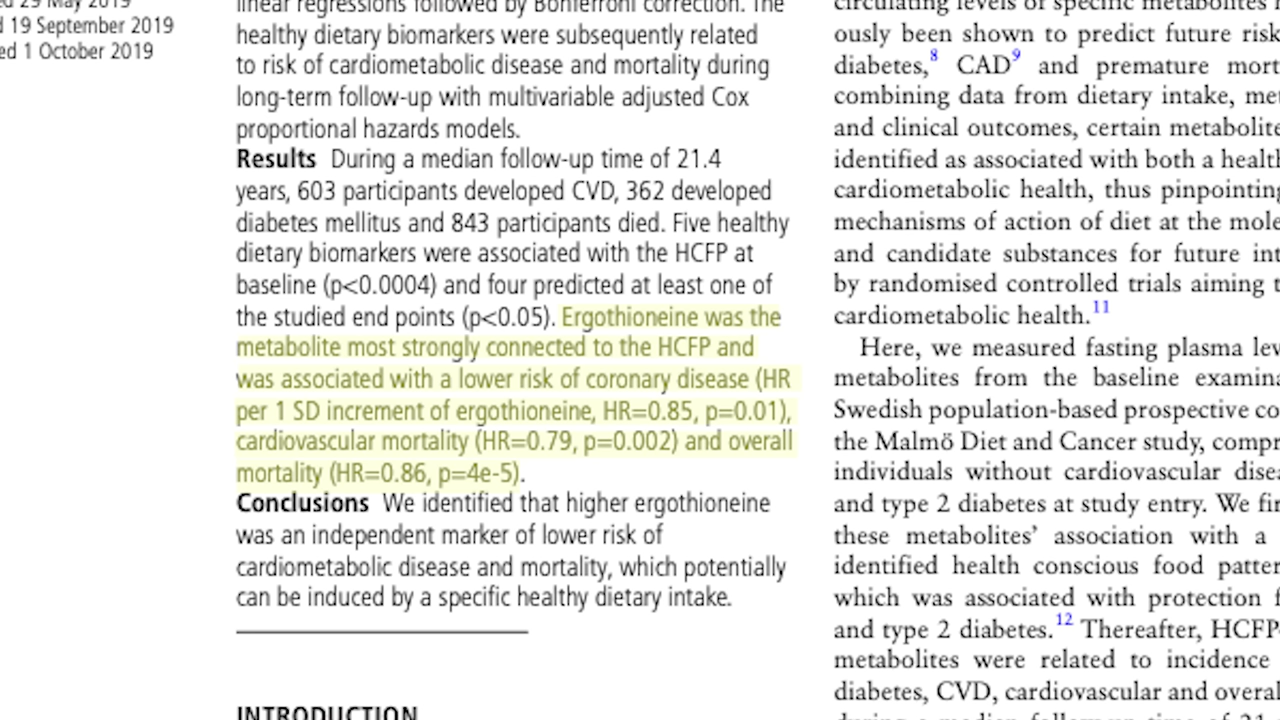 ed 29 May 2019
d 19 September 2019
ed 1 October 2019
linear regressions followed by Bonferroni correction. The
healthy dietary biomarkers were subsequently related
to risk of cardiometabolic disease and mortality during
long-term follow-up with multivariable adjusted Cox
proportional hazards models.
Results During a median follow-up time of 21.4
years, 603 participants developed CVD, 362 developed
diabetes mellitus and 843 participants died. Five healthy
dietary biomarkers were associated with the HCFP at
baseline (p<0.0004) and four predicted at least one of
the studied end points (p<0.05). Ergothioneine was the
metabolite most strongly connected to the HCFP and
was associated with a lower risk of coronary disease (HR
per 1 SD increment of ergothioneine, HR=0.85, p=0.01),
cardiovascular mortality (HR=0.79, p=0.002) and overall
mortality (HR=0.86, p=4e-5).
Conclusions We identified that higher ergothioneine
was an independent marker of lower risk of
cardiometabolic disease and mortality, which potentially
can be induced by a specific healthy dietary intake.
INTRODUCTION
circulating levels of specific metabolites
ously been shown to predict future risk
diabetes,8 CAD9 and premature mort
combining data from dietary intake, met
and clinical outcomes, certain metabolite
identified as associated with both a health
cardiometabolic health, thus pinpointing
mechanisms of action of diet at the mole
and candidate substances for future int
by randomised controlled trials aiming t
cardiometabolic health.11
Here, we measured fasting plasma lev
metabolites from the baseline examina
Swedish population-based prospective co
the Malmö Diet and Cancer study, compr
individuals without cardiovascular disea
and type 2 diabetes at study entry. We fir
these metabolites' association with a
identified health conscious food patter
which was associated with protection f
and type 2 diabetes.12 Thereafter, HCFP
metabolites were related to incidence
diabetes, CVD, cardiovascular and overal
during a median follow-up time of 21